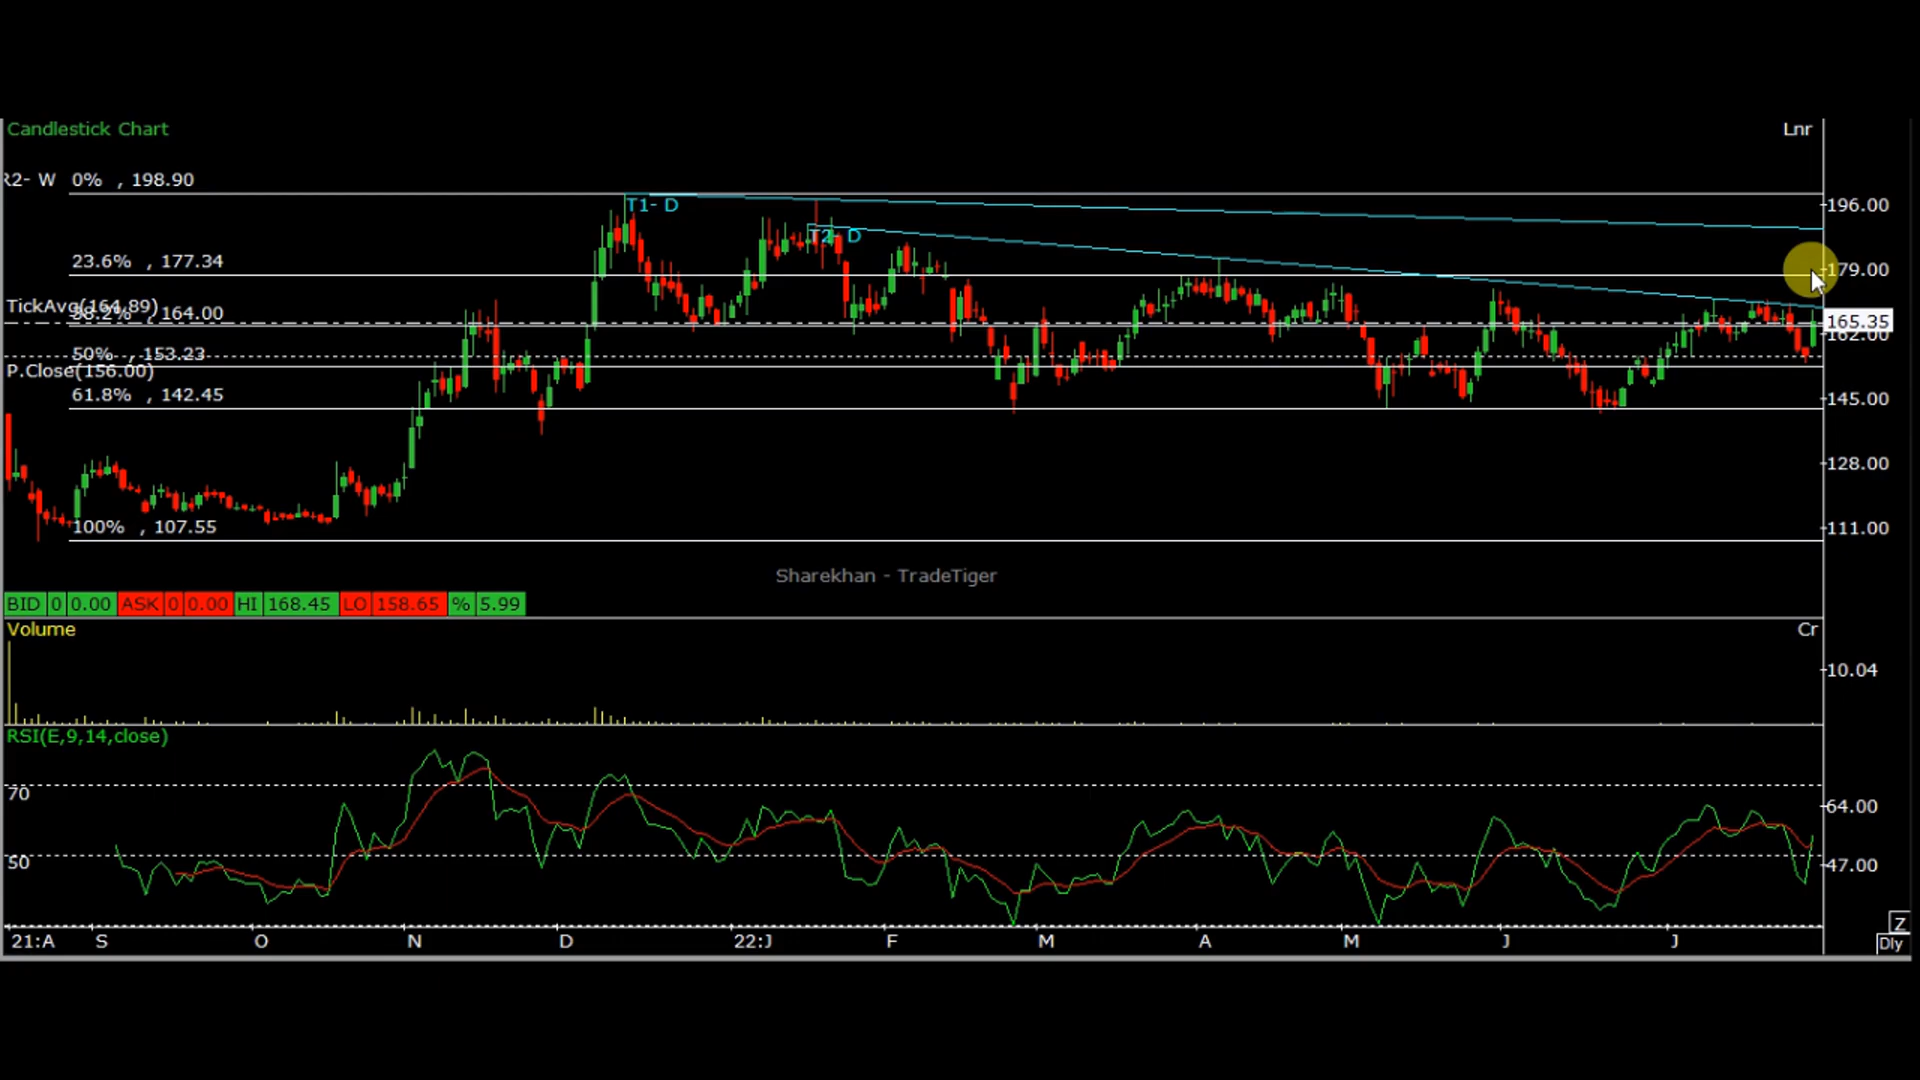 Candlestick Chart
Lnr
R2- W 0% , 198.90
T1- D
196.00
T2- D
23.6% , 177.34
179.00
TickAvg(164.89)
38.2% , 164.00
165.35
162.00
50% , 153.23
P.Close(156.00)
61.8% , 142.45
145.00
128.00
100% , 107.55
111.00
Sharekhan - TradeTiger
BID 0 0.00 ASK 0 0.00 HI 168.45 LO 158.65 % 5.99
Volume
Cr
10.04
RSI(E,9,14,close)
70
64.00
50
47.00
Z
21:A S O N D 22:J F M A M J J
Dly